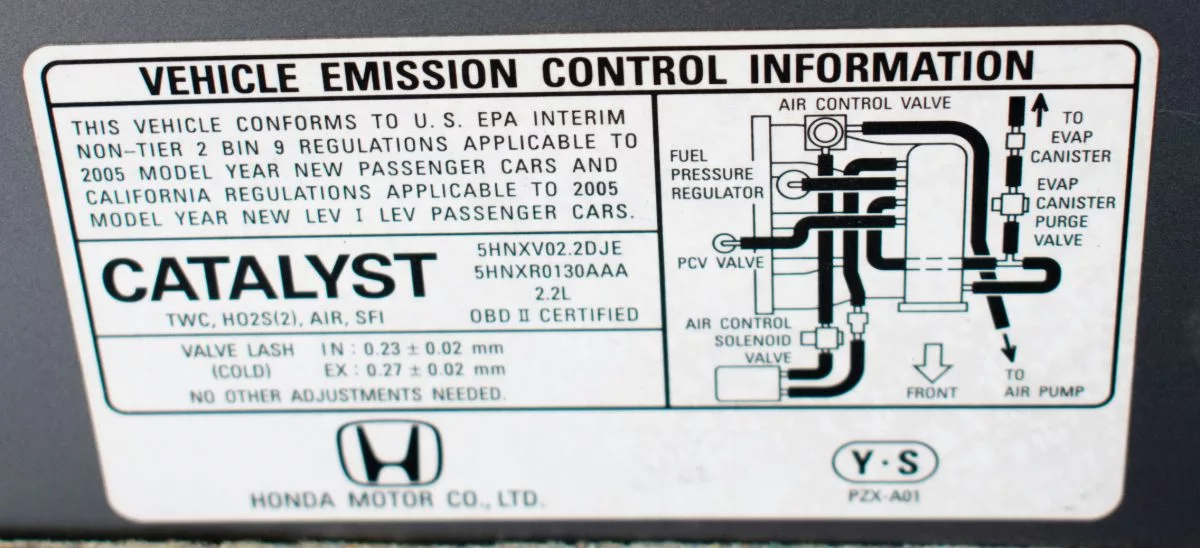 VEHICLE EMISSION CONTROL INFORMATION
THIS VEHICLE CONFORMS TO U.S. EPA INTERIM
NON-TIER 2 BIN 9 REGULATIONS APPLICABLE TO
2005 MODEL YEAR NEW PASSENGER CARS AND
CALIFORNIA REGULATIONS APPLICABLE TO 2005
MODEL YEAR NEW LEV I LEV PASSENGER CARS.
CATALYST
TWC, HO2S(2), AIR, SFI
5HNXV02.2DJE
5HNXR0130AAA
2.2L
OBD II CERTIFIED
VALVE LASH IN : 0.23 ± 0.02 mm
(COLD) EX : 0.27 ± 0.02 mm
NO OTHER ADJUSTMENTS NEEDED.
AIR CONTROL VALVE
FUEL
PRESSURE
REGULATOR
PCV VALVE
AIR CONTROL
SOLENOID
VALVE
TO
EVAP
CANISTER
EVAP
CANISTER
PURGE
VALVE
FRONT
TO
AIR PUMP
HONDA MOTOR CO., LTD.
Y·S
PZX-A01